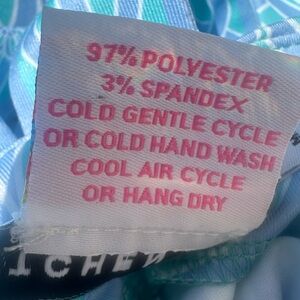 97% POLYESTER
3% SPANDEX
COLD GENTLE CYCLE
OR COLD HAND WASH
COOL AIR CYCLE
OR HANG DRY